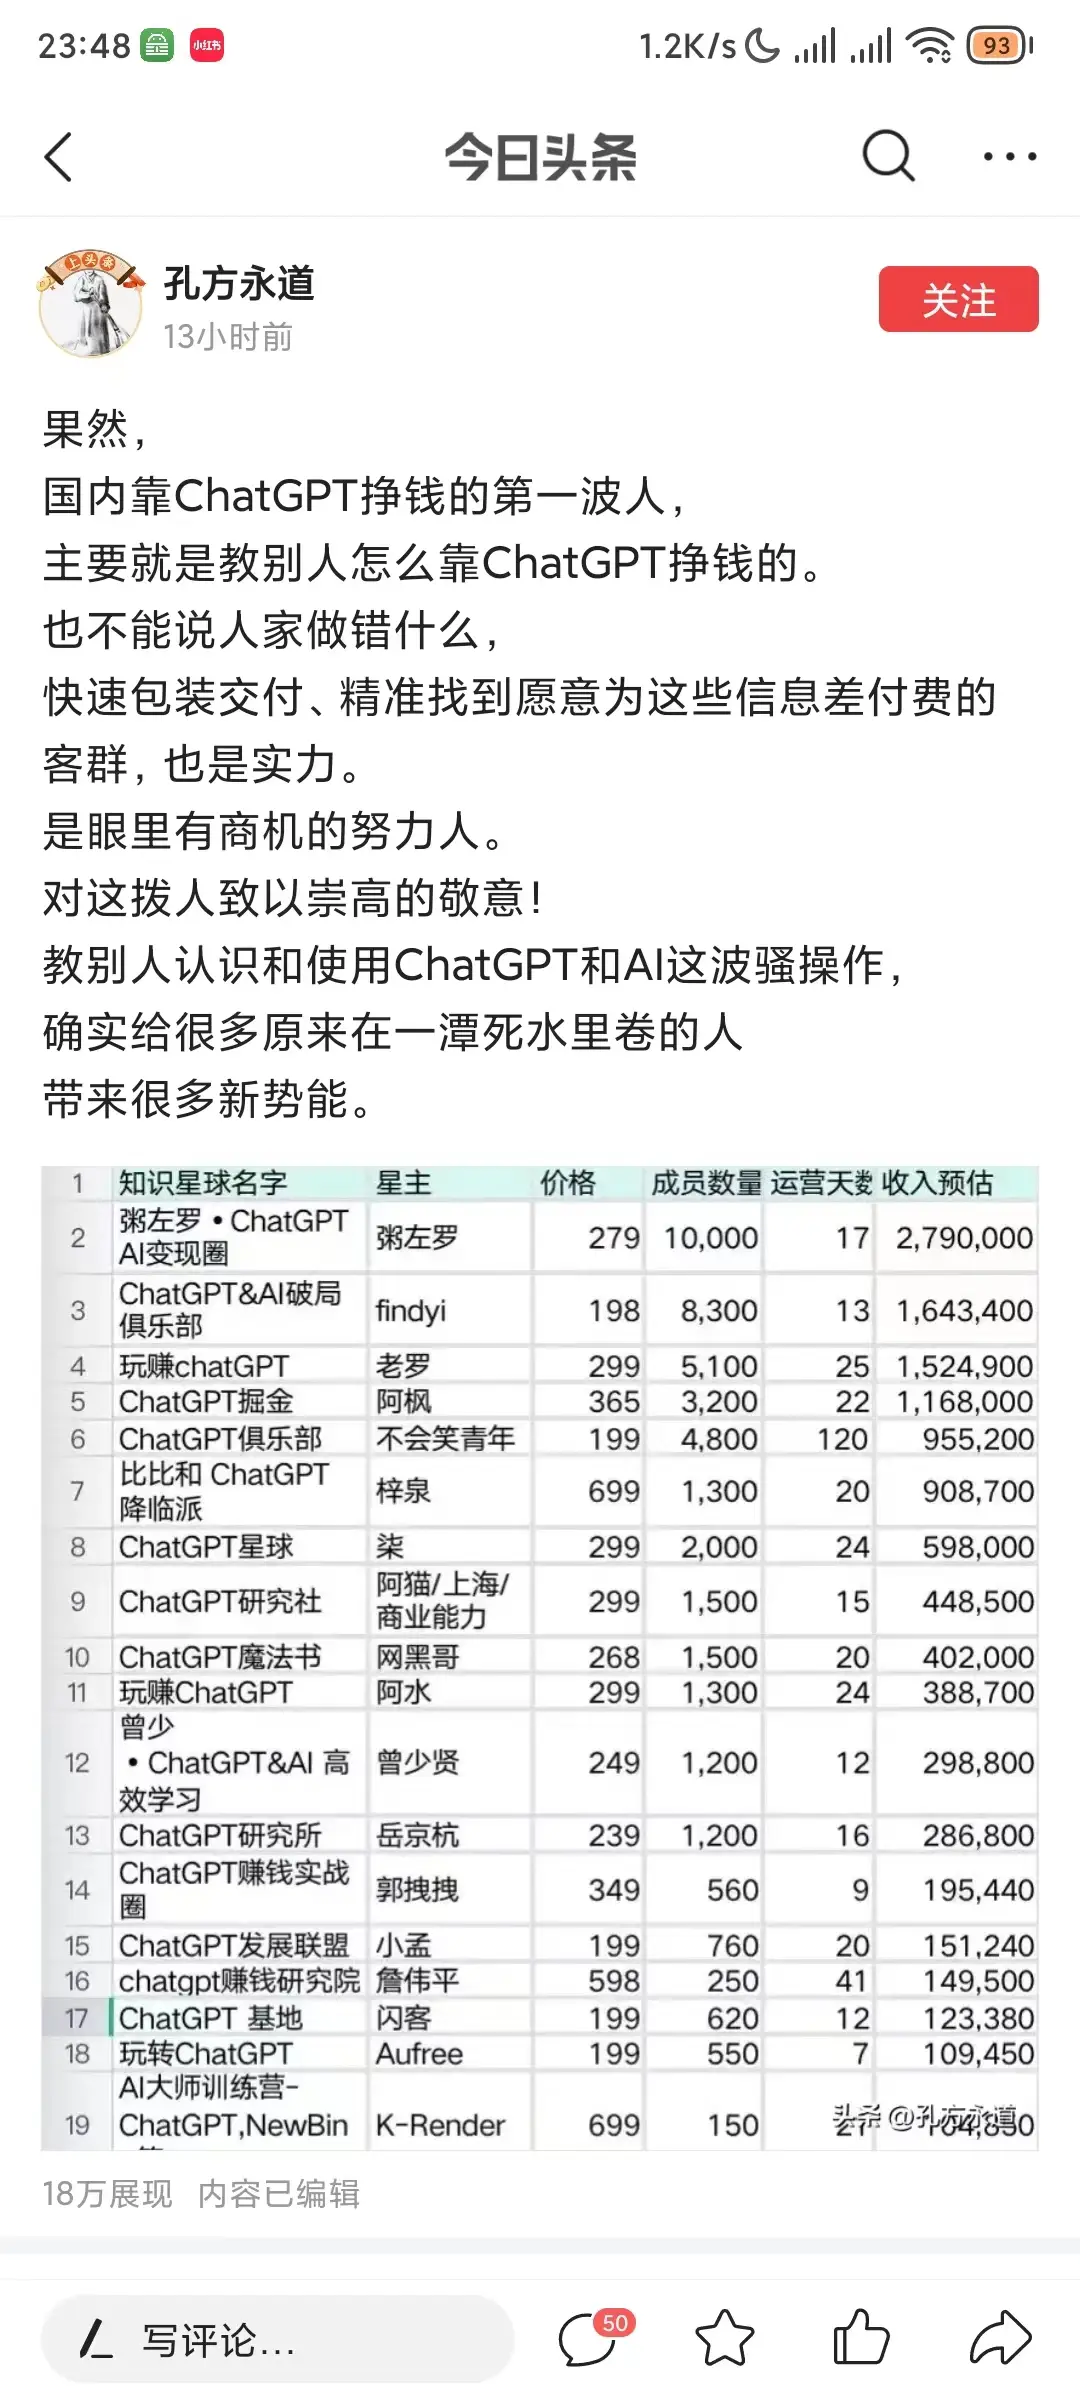 23:48 小红书 1.2K/s 93
今日头条
上头条
孔方永道
13小时前
关注
果然，
国内靠ChatGPT挣钱的第一波人，
主要就是教别人怎么靠ChatGPT挣钱的。
也不能说人家做错什么，
快速包装交付、精准找到愿意为这些信息差付费的
客群，也是实力。
是眼里有商机的努力人。
对这拨人致以崇高的敬意！
教别人认识和使用ChatGPT和AI这波骚操作，
确实给很多原来在一潭死水里卷的人
带来很多新势能。
1 知识星球名字 星主 价格 成员数量 运营天数 收入预估
2 粥左罗•ChatGPT AI变现圈 粥左罗 279 10,000 17 2,790,000
3 ChatGPT&AI破局俱乐部 findyi 198 8,300 13 1,643,400
4 玩赚chatGPT 老罗 299 5,100 25 1,524,900
5 ChatGPT掘金 阿枫 365 3,200 22 1,168,000
6 ChatGPT俱乐部 不会笑青年 199 4,800 120 955,200
7 比比和 ChatGPT 降临派 梓泉 699 1,300 20 908,700
8 ChatGPT星球 柒 299 2,000 24 598,000
9 ChatGPT研究社 阿猫/上海/商业能力 299 1,500 15 448,500
10 ChatGPT魔法书 网黑哥 268 1,500 20 402,000
11 玩赚ChatGPT 阿水 299 1,300 24 388,700
12 曾少•ChatGPT&AI 高效学习 曾少贤 249 1,200 12 298,800
13 ChatGPT研究所 岳京杭 239 1,200 16 286,800
14 ChatGPT赚钱实战圈 郭拽拽 349 560 9 195,440
15 ChatGPT发展联盟 小孟 199 760 20 151,240
16 chatgpt赚钱研究院 詹伟平 598 250 41 149,500
17 ChatGPT 基地 闪客 199 620 12 123,380
18 玩转ChatGPT Aufree 199 550 7 109,450
19 AI大师训练营-ChatGPT,NewBin K-Render 699 150 104,850
头条 @孔方永道
18万展现 内容已编辑
写评论... 50